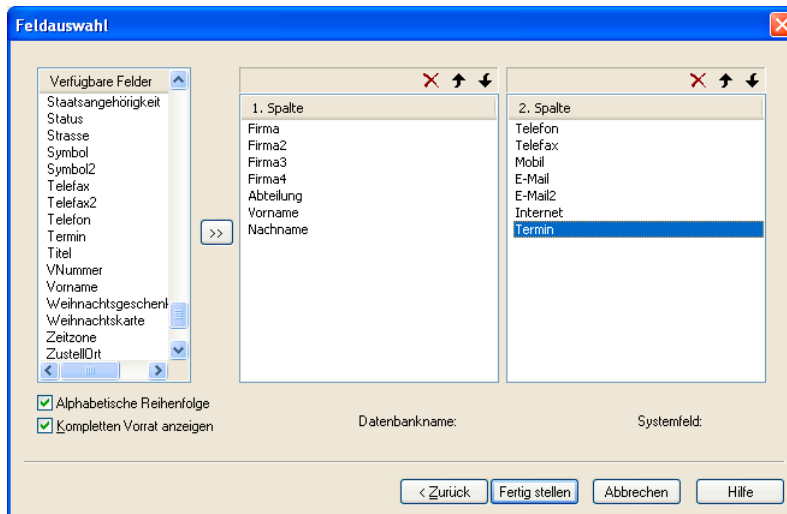 Feldauswahl
Verfügbare Felder
Staatsangehörigkeit
Status
Strasse
Symbol
Symbol2
Telefax
Telefax2
Telefon
Termin
Titel
VNummer
Vorname
Weihnachtsgeschenk
Weihnachtskarte
Zeitzone
ZustellOrt
>>
1. Spalte
Firma
Firma2
Firma3
Firma4
Abteilung
Vorname
Nachname
2. Spalte
Telefon
Telefax
Mobil
E-Mail
E-Mail2
Internet
Termin
Alphabetische Reihenfolge
Kompletten Vorrat anzeigen
Datenbankname:
Systemfeld:
< Zurück
Fertig stellen
Abbrechen
Hilfe